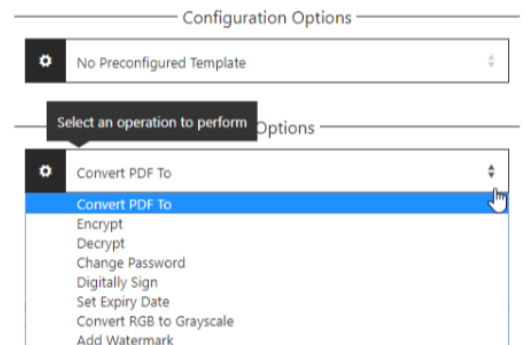 Configuration Options
No Preconfigured Template
Select an operation to perform
Options
Convert PDF To
Convert PDF To
Encrypt
Decrypt
Change Password
Digitally Sign
Set Expiry Date
Convert RGB to Grayscale
Add Watermark